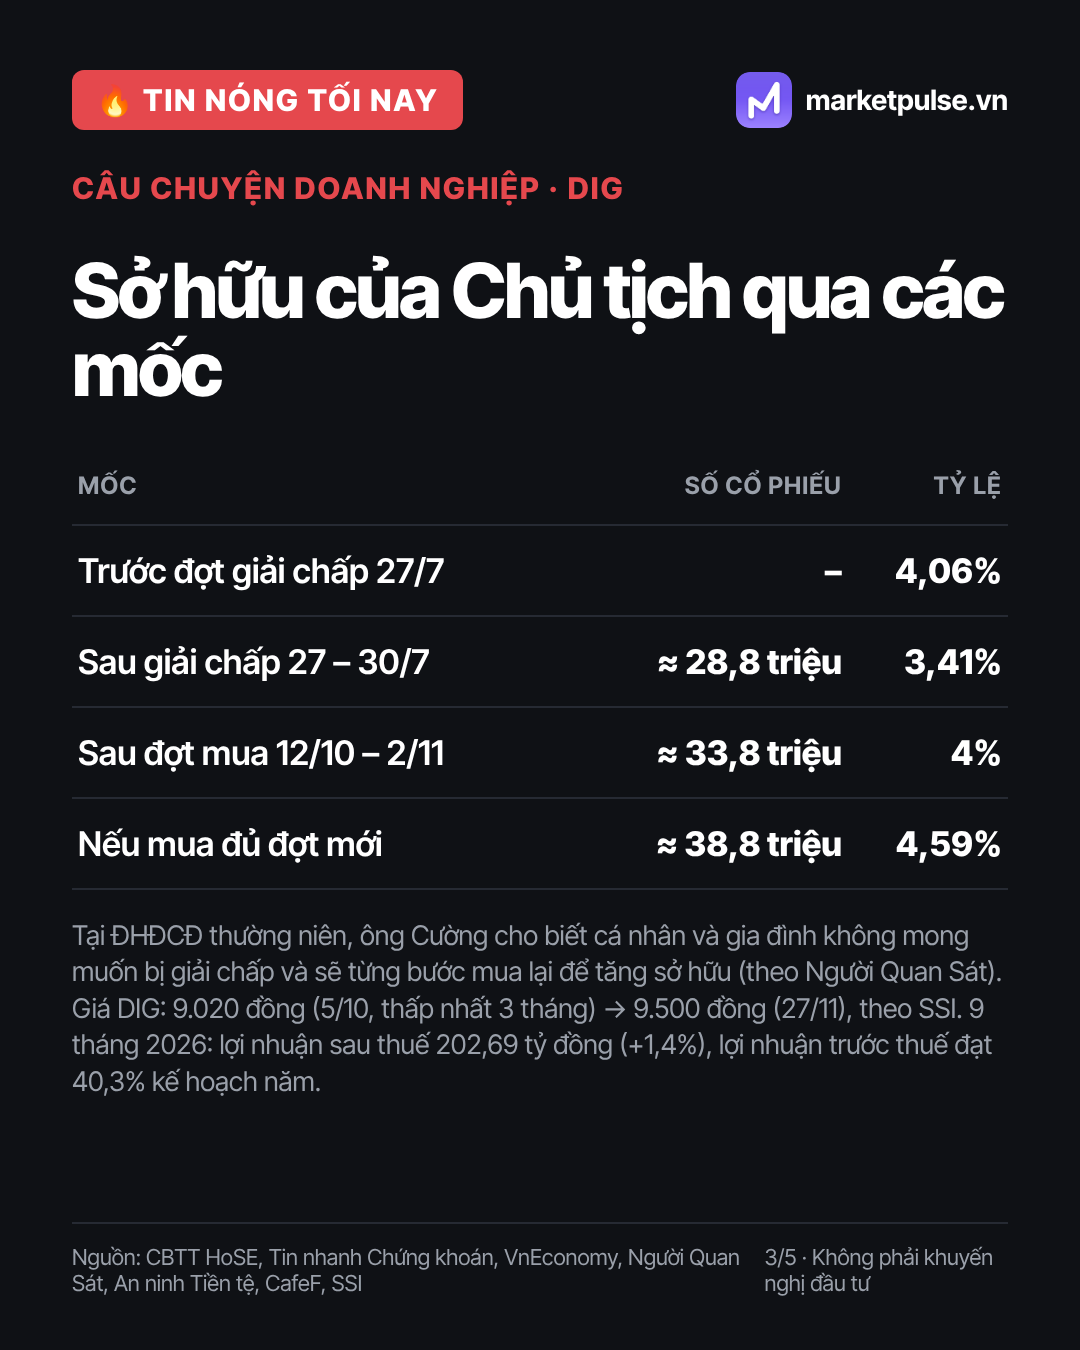 🔥 TIN NÓNG TỐI NAY
marketpulse.vn
CÂU CHUYỆN DOANH NGHIỆP · DIG
Sở hữu của Chủ tịch qua các
mốc
MỐC SỐ CỔ PHIẾU TỶ LỆ
Trước đợt giải chấp 27/7 – 4,06%
Sau giải chấp 27 – 30/7 ≈ 28,8 triệu 3,41%
Sau đợt mua 12/10 – 2/11 ≈ 33,8 triệu 4%
Nếu mua đủ đợt mới ≈ 38,8 triệu 4,59%
Tại ĐHĐCĐ thường niên, ông Cường cho biết cá nhân và gia đình không mong
muốn bị giải chấp và sẽ từng bước mua lại để tăng sở hữu (theo Người Quan Sát).
Giá DIG: 9.020 đồng (5/10, thấp nhất 3 tháng) → 9.500 đồng (27/11), theo SSI. 9
tháng 2026: lợi nhuận sau thuế 202,69 tỷ đồng (+1,4%), lợi nhuận trước thuế đạt
40,3% kế hoạch năm.
Nguồn: CBTT HoSE, Tin nhanh Chứng khoán, VnEconomy, Người Quan
Sát, An ninh Tiền tệ, CafeF, SSI
3/5 · Không phải khuyến
nghị đầu tư